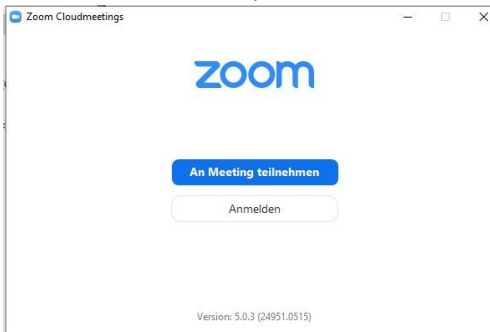 Zoom Cloudmeetings
zoom
An Meeting teilnehmen
Anmelden
Version: 5.0.3 (24951.0515)